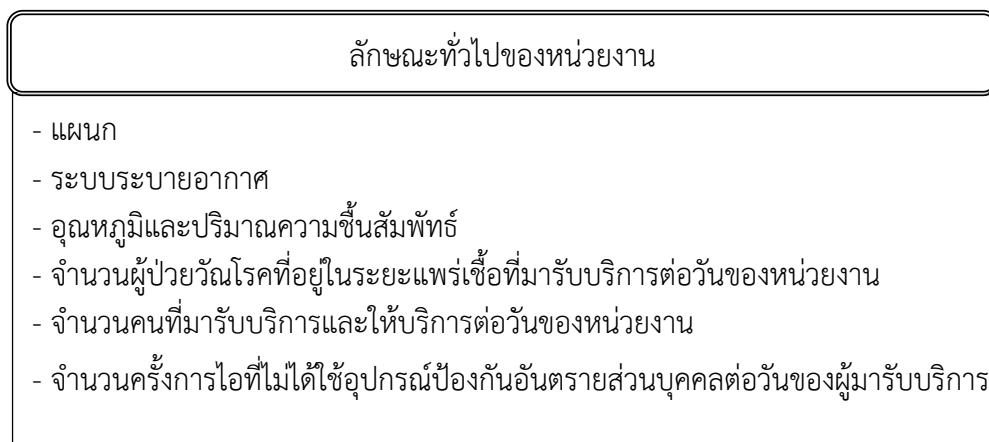 ลักษณะทั่วไปของหน่วยงาน
- แผนก
- ระบบระบายอากาศ
- อุณหภูมิและปริมาณความชื้นสัมพัทธ์
- จำนวนผู้ป่วยวัณโรคที่อยู่ในระยะแพร่เชื้อที่มารับบริการต่อวันของหน่วยงาน
- จำนวนคนที่มารับบริการและให้บริการต่อวันของหน่วยงาน
- จำนวนครั้งการไอที่ไม่ได้ใช้อุปกรณ์ป้องกันอันตรายส่วนบุคคลต่อวันของผู้มารับบริการ